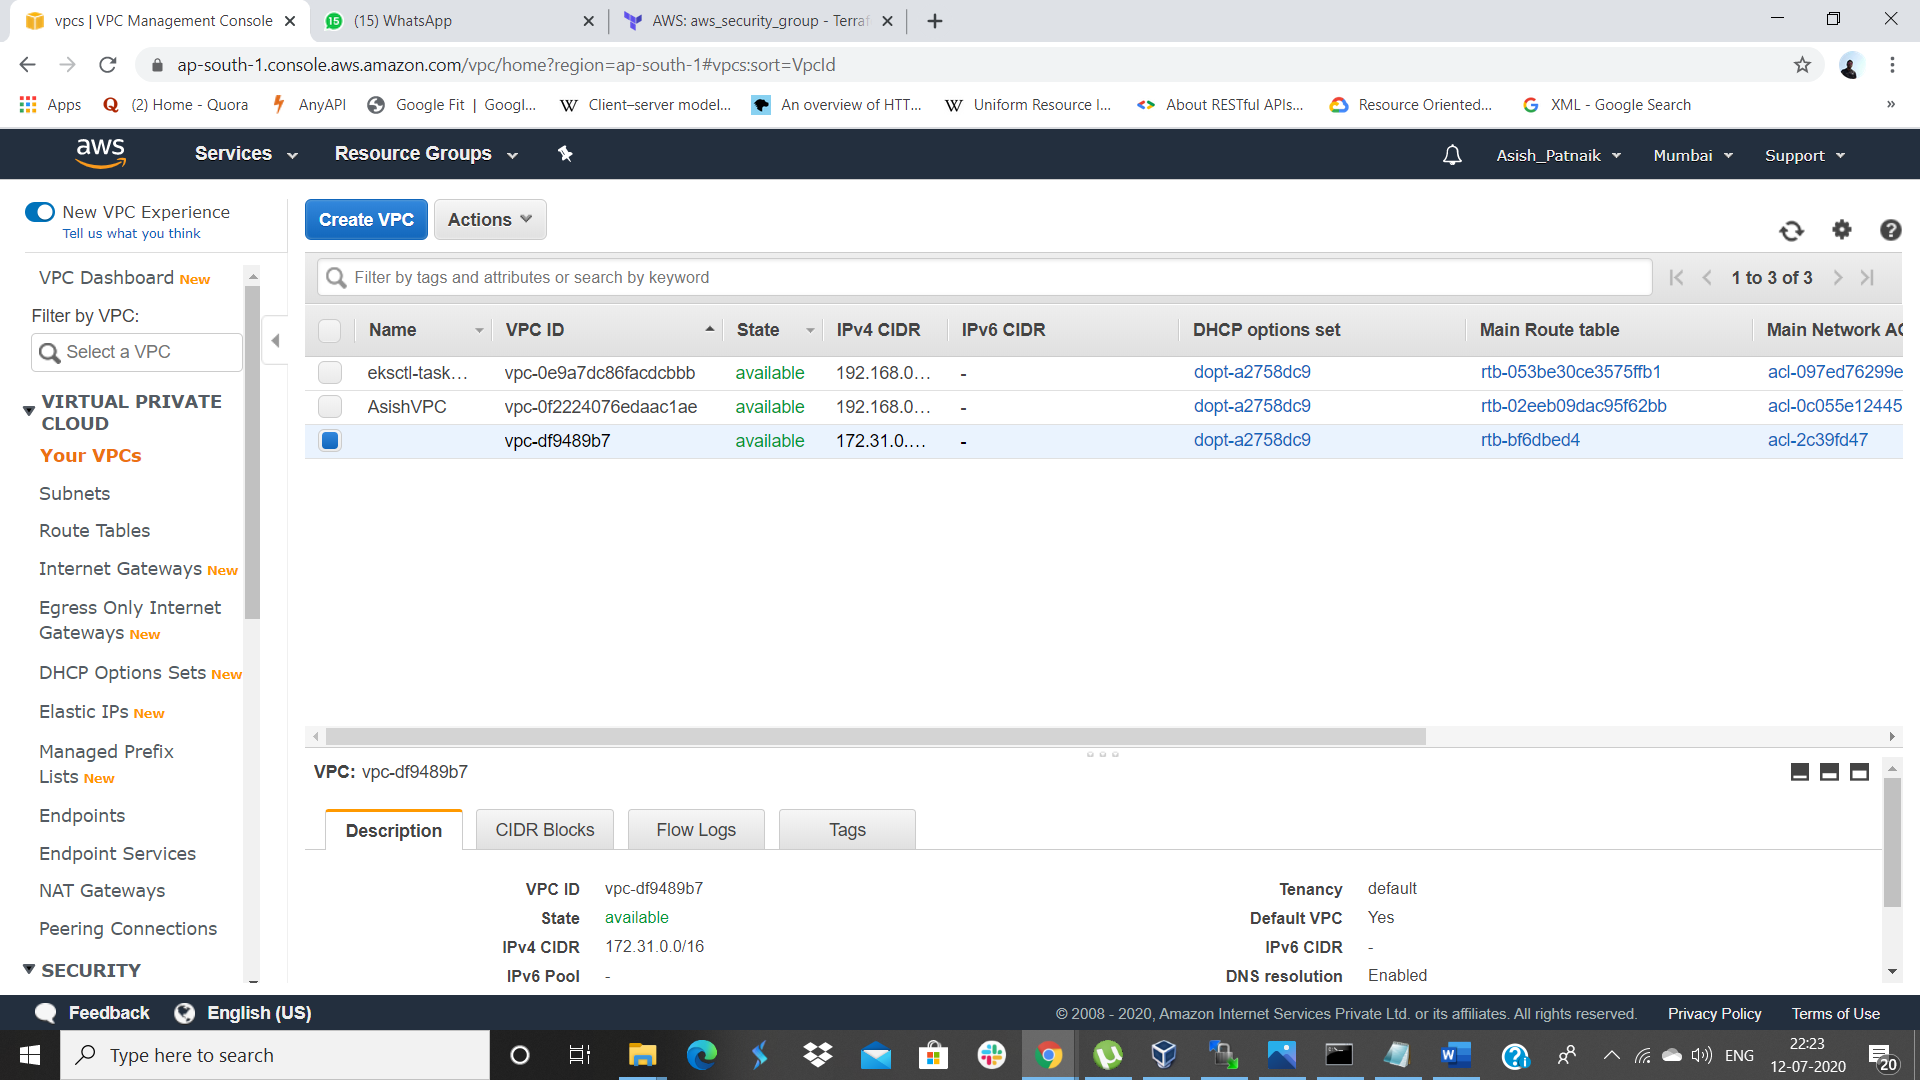 vpcs | VPC Management Console
(15) WhatsApp
AWS: aws_security_group - Terraf
ap-south-1.console.aws.amazon.com/vpc/home?region=ap-south-1#vpcs:sort=VpcId
Apps
(2) Home - Quora
AnyAPI
Google Fit | Googl...
Client–server model...
An overview of HTT...
Uniform Resource I...
About RESTful APIs...
Resource Oriented...
XML - Google Search
»
aws
Services
Resource Groups
Asish_Patnaik
Mumbai
Support
New VPC Experience
Tell us what you think
VPC Dashboard New
Filter by VPC:
Select a VPC
VIRTUAL PRIVATE
CLOUD
Your VPCs
Subnets
Route Tables
Internet Gateways New
Egress Only Internet
Gateways New
DHCP Options Sets New
Elastic IPs New
Managed Prefix
Lists New
Endpoints
Endpoint Services
NAT Gateways
Peering Connections
SECURITY
Create VPC
Actions
Filter by tags and attributes or search by keyword
1 to 3 of 3
Name VPC ID State IPv4 CIDR IPv6 CIDR DHCP options set Main Route table Main Network AC
eksctl-task... vpc-0e9a7dc86facdcbbb available 192.168.0... - dopt-a2758dc9 rtb-053be30ce3575ffb1 acl-097ed76299e
AsishVPC vpc-0f2224076edaac1ae available 192.168.0... - dopt-a2758dc9 rtb-02eeb09dac95f62bb acl-0c055e12445
vpc-df9489b7 available 172.31.0.... - dopt-a2758dc9 rtb-bf6dbed4 acl-2c39fd47
VPC: vpc-df9489b7
Description
CIDR Blocks
Flow Logs
Tags
VPC ID vpc-df9489b7
State available
IPv4 CIDR 172.31.0.0/16
IPv6 Pool -
Tenancy default
Default VPC Yes
IPv6 CIDR -
DNS resolution Enabled
Feedback
English (US)
© 2008 - 2020, Amazon Internet Services Private Ltd. or its affiliates. All rights reserved.
Privacy Policy
Terms of Use
Type here to search
ENG
22:23
12-07-2020
20